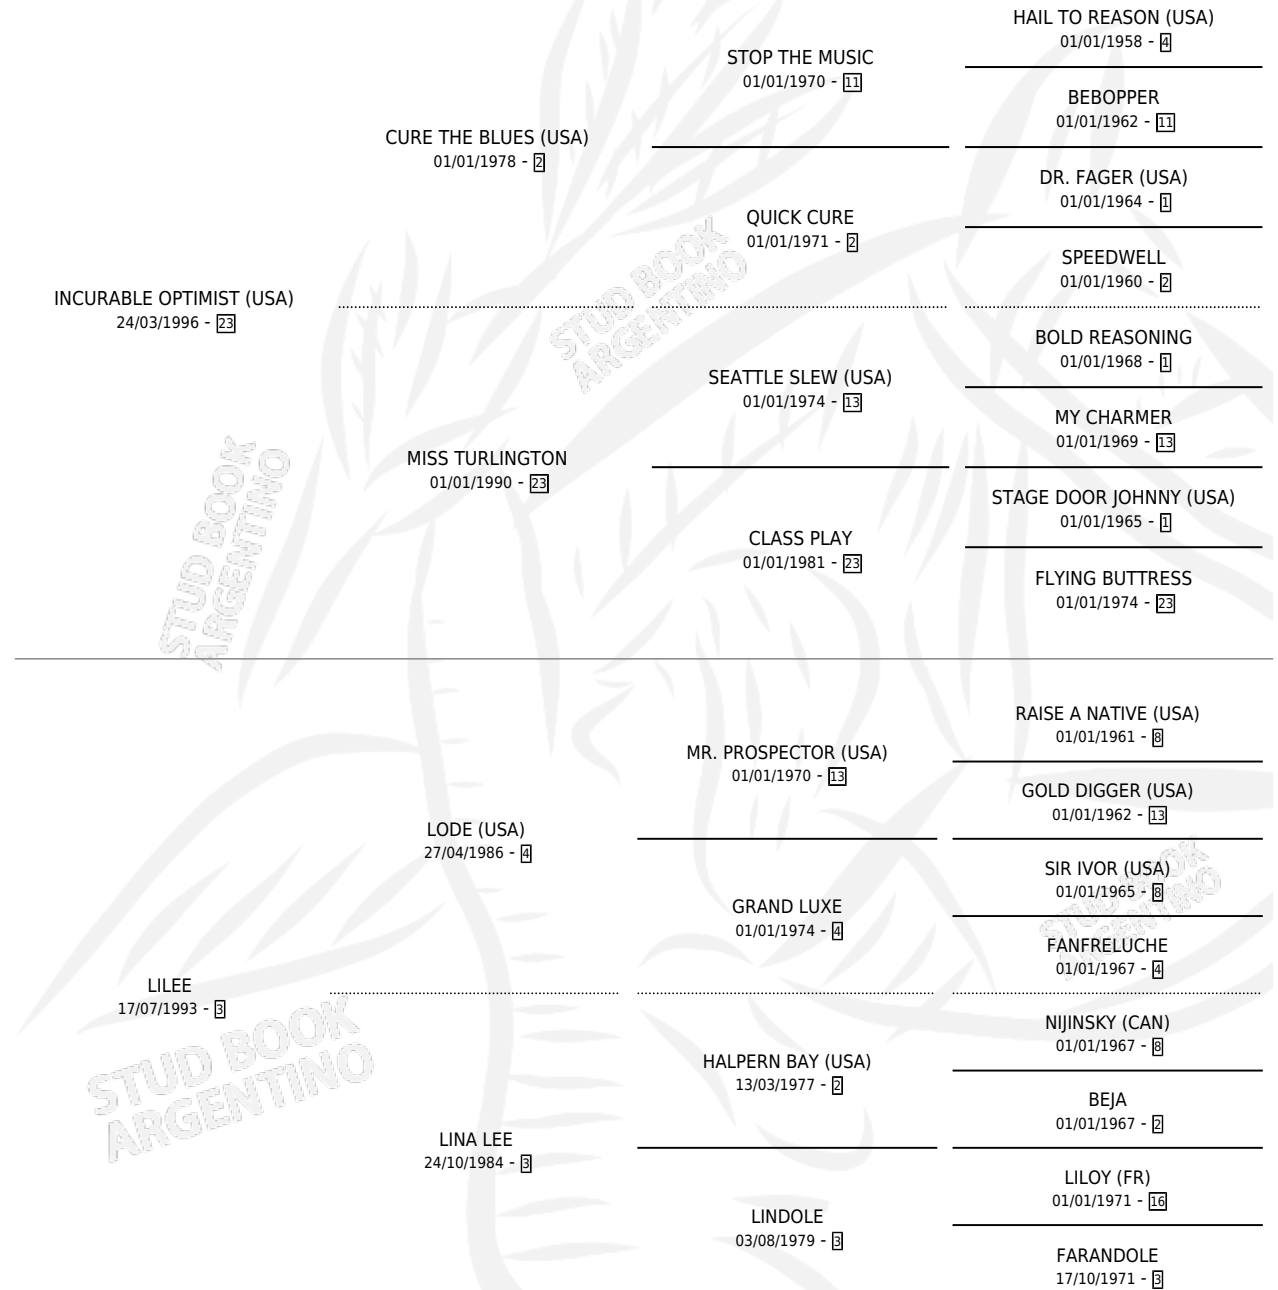 HAIL TO REASON (USA)
01/01/1958 - 4
STOP THE MUSIC
01/01/1970 - 11
BEBOPPER
01/01/1962 - 11
CURE THE BLUES (USA)
01/01/1978 - 2
DR. FAGER (USA)
01/01/1964 - 1
QUICK CURE
01/01/1971 - 2
SPEEDWELL
01/01/1960 - 2
INCURABLE OPTIMIST (USA)
24/03/1996 - 23
STUD BOOK
ARGENTINO
BOLD REASONING
01/01/1968 - 1
SEATTLE SLEW (USA)
01/01/1974 - 13
MY CHARMER
01/01/1969 - 13
MISS TURLINGTON
01/01/1990 - 23
STAGE DOOR JOHNNY (USA)
01/01/1965 - 1
CLASS PLAY
01/01/1981 - 23
FLYING BUTTRESS
01/01/1974 - 23
STUD BOOK
ARGENTINO
RAISE A NATIVE (USA)
01/01/1961 - 8
MR. PROSPECTOR (USA)
01/01/1970 - 13
GOLD DIGGER (USA)
01/01/1962 - 13
LODE (USA)
27/04/1986 - 4
SIR IVOR (USA)
01/01/1965 - 8
GRAND LUXE
01/01/1974 - 4
FANFRELUCHE
01/01/1967 - 4
STUD BOOK
ARGENTINO
LILEE
17/07/1993 - 3
NIJINSKY (CAN)
01/01/1967 - 8
HALPERN BAY (USA)
13/03/1977 - 2
BEJA
01/01/1967 - 2
STUD BOOK
ARGENTINO
LINA LEE
24/10/1984 - 3
LILOY (FR)
01/01/1971 - 16
LINDOLE
03/08/1979 - 3
FARANDOLE
17/10/1971 - 3